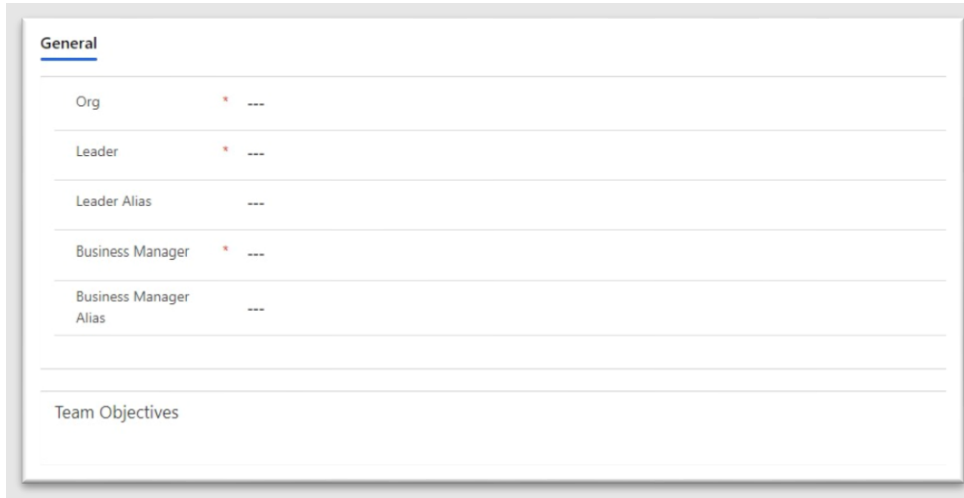 General
Org * ---
Leader * ---
Leader Alias ---
Business Manager * ---
Business Manager
Alias ---
Team Objectives